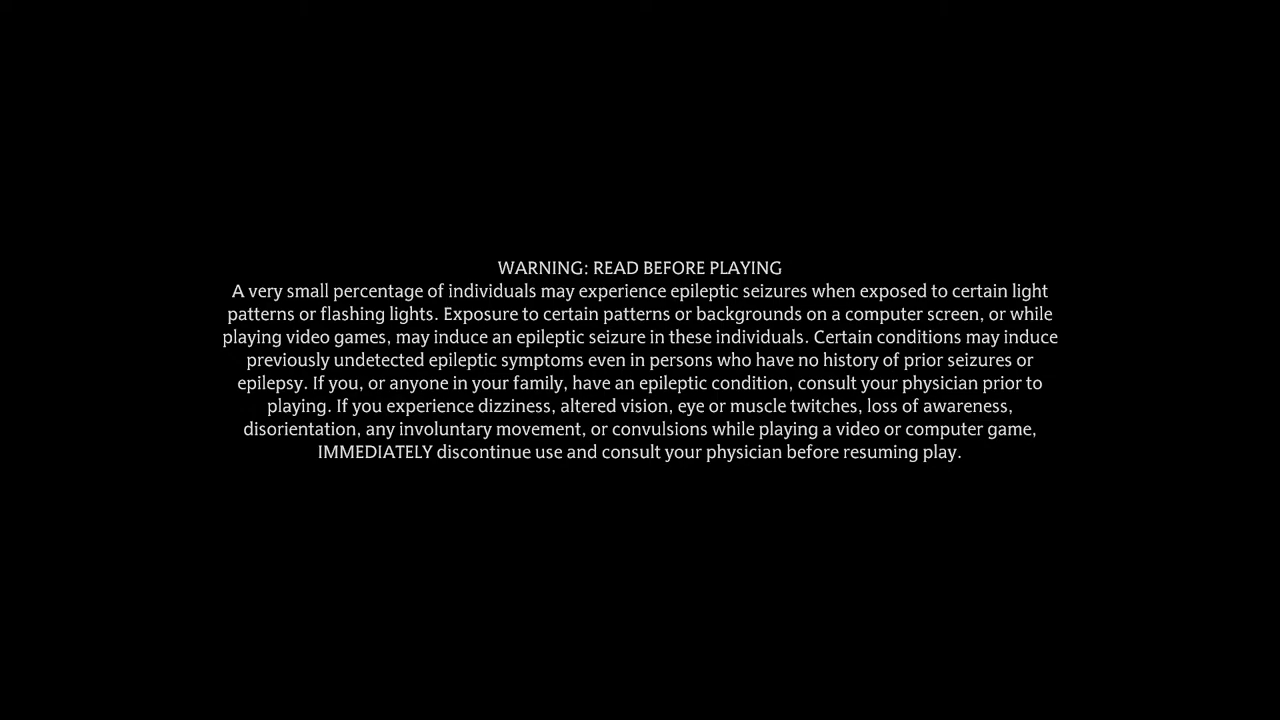 WARNING: READ BEFORE PLAYING
A very small percentage of individuals may experience epileptic seizures when exposed to certain light
patterns or flashing lights. Exposure to certain patterns or backgrounds on a computer screen, or while
playing video games, may induce an epileptic seizure in these individuals. Certain conditions may induce
previously undetected epileptic symptoms even in persons who have no history of prior seizures or
epilepsy. If you, or anyone in your family, have an epileptic condition, consult your physician prior to
playing. If you experience dizziness, altered vision, eye or muscle twitches, loss of awareness,
disorientation, any involuntary movement, or convulsions while playing a video or computer game,
IMMEDIATELY discontinue use and consult your physician before resuming play.